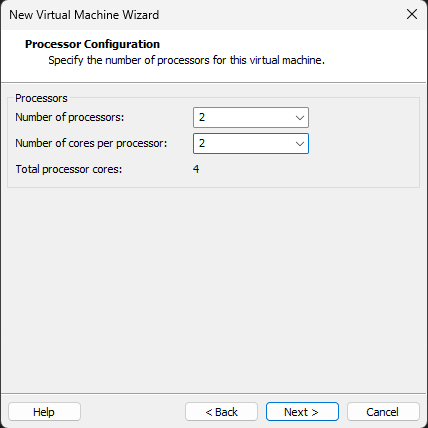 New Virtual Machine Wizard
Processor Configuration
Specify the number of processors for this virtual machine.
Processors
Number of processors: 2
Number of cores per processor: 2
Total processor cores: 4
Help < Back Next > Cancel